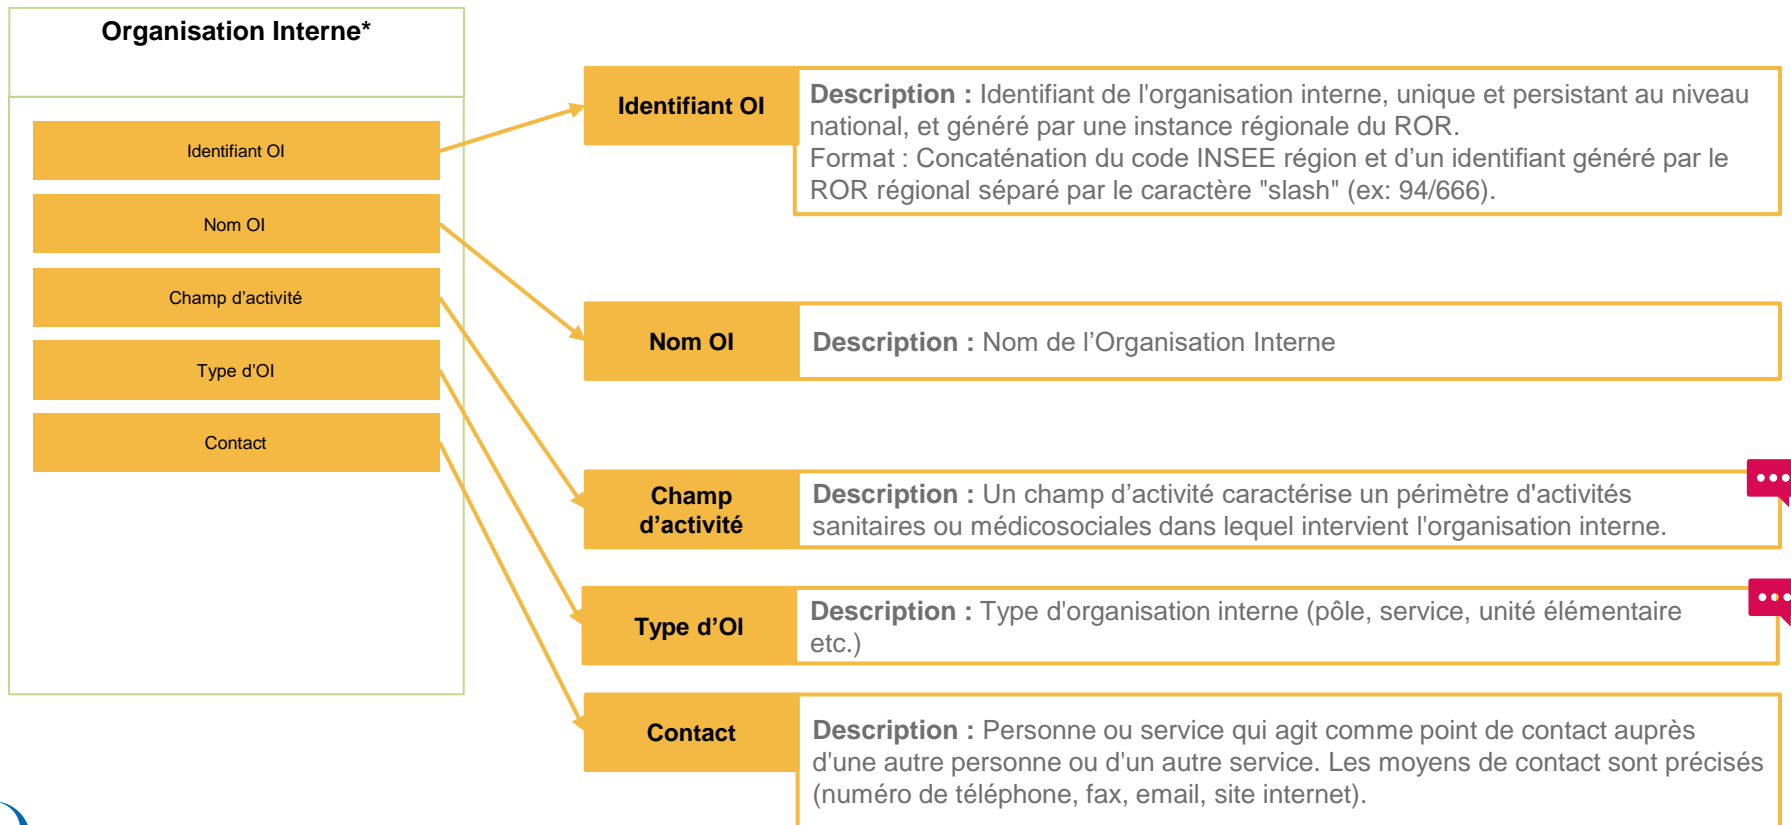 Organisation Interne*
Identifiant OI
Nom OI
Champ d’activité
Type d’OI
Contact
Identifiant OI
Description : Identifiant de l'organisation interne, unique et persistant au niveau
national, et généré par une instance régionale du ROR.
Format : Concaténation du code INSEE région et d’un identifiant généré par le
ROR régional séparé par le caractère "slash" (ex: 94/666).
Nom OI
Description : Nom de l’Organisation Interne
Champ
d’activité
Description : Un champ d’activité caractérise un périmètre d'activités
sanitaires ou médicosociales dans lequel intervient l'organisation interne.
Type d’OI
Description : Type d'organisation interne (pôle, service, unité élémentaire
etc.)
Contact
Description : Personne ou service qui agit comme point de contact auprès
d'une autre personne ou d'un autre service. Les moyens de contact sont précisés
(numéro de téléphone, fax, email, site internet).